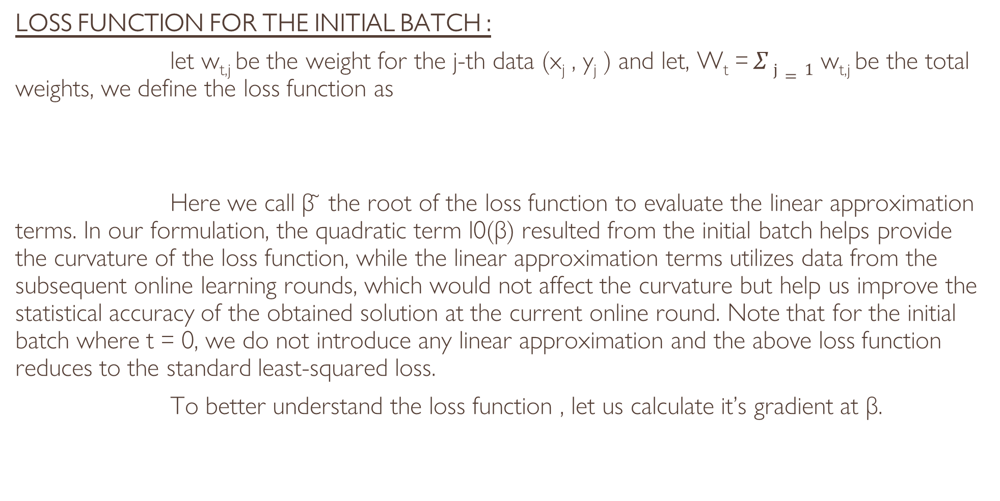 LOSS FUNCTION FOR THE INITIAL BATCH :
let wt,j be the weight for the j-th data (xj , yj ) and let, Wt = Σ j = 1 wt,j be the total
weights, we define the loss function as
Here we call β˜ the root of the loss function to evaluate the linear approximation
terms. In our formulation, the quadratic term l0(β) resulted from the initial batch helps provide
the curvature of the loss function, while the linear approximation terms utilizes data from the
subsequent online learning rounds, which would not affect the curvature but help us improve the
statistical accuracy of the obtained solution at the current online round. Note that for the initial
batch where t = 0, we do not introduce any linear approximation and the above loss function
reduces to the standard least-squared loss.
To better understand the loss function , let us calculate it’s gradient at β.